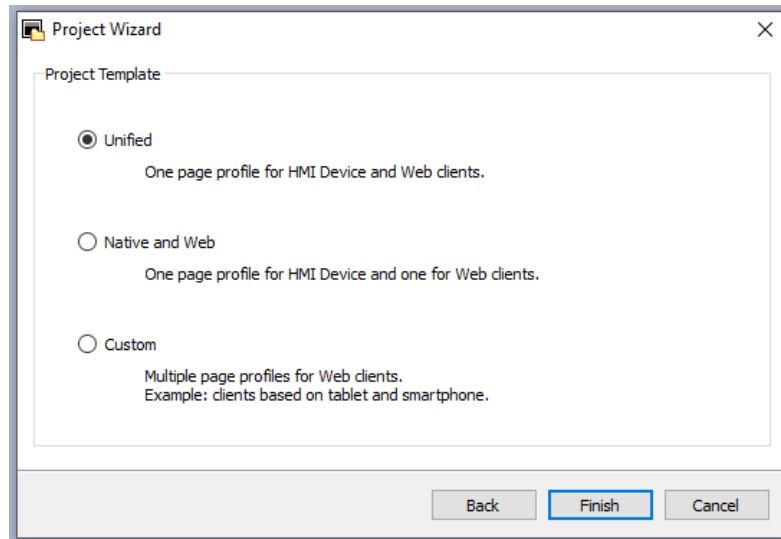 Project Wizard
Project Template
Unified
One page profile for HMI Device and Web clients.
Native and Web
One page profile for HMI Device and one for Web clients.
Custom
Multiple page profiles for Web clients.
Example: clients based on tablet and smartphone.
Back Finish Cancel